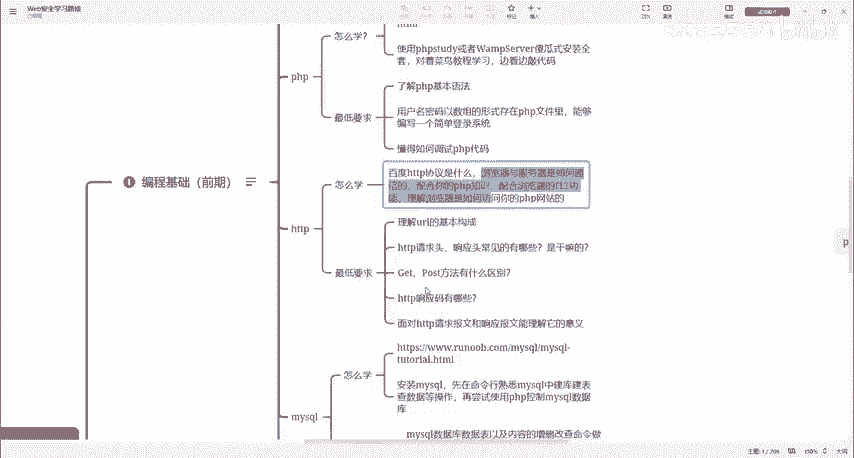 Web安全学习路线
已保存
标记
插入
ZEN
演说
格式
html
怎么学?
使用phpstudy或者WampServer傻瓜式安装全
套，对着菜鸟教程学习，边看边敲代码
php
了解php基本语法
最低要求
用户名密码以数组的形式存在php文件里，能够
编写一个简单登录系统
懂得如何调试php代码
编程基础（前期）
怎么学
百度http协议是什么，浏览器与服务器是如何通
信的，配合你的php知识，配合浏览器的f12功
能，理解浏览器是如何访问你的php网站的
http
理解url的基本构成
http请求头、响应头常见的有哪些？是干嘛的？
最低要求
Get、Post方法有什么区别？
http响应码有哪些？
面对http请求报文和响应报文能理解它的意义
https://www.runoob.com/mysql/mysql-
tutorial.html
怎么学
安装mysql，先在命令行熟悉mysql中建库建表
查数据等操作，再尝试使用php控制mysql数据
库
mysql
mysql数据库数据表以及内容的增删改查命令做
主题: 1 / 206
150%
大纲